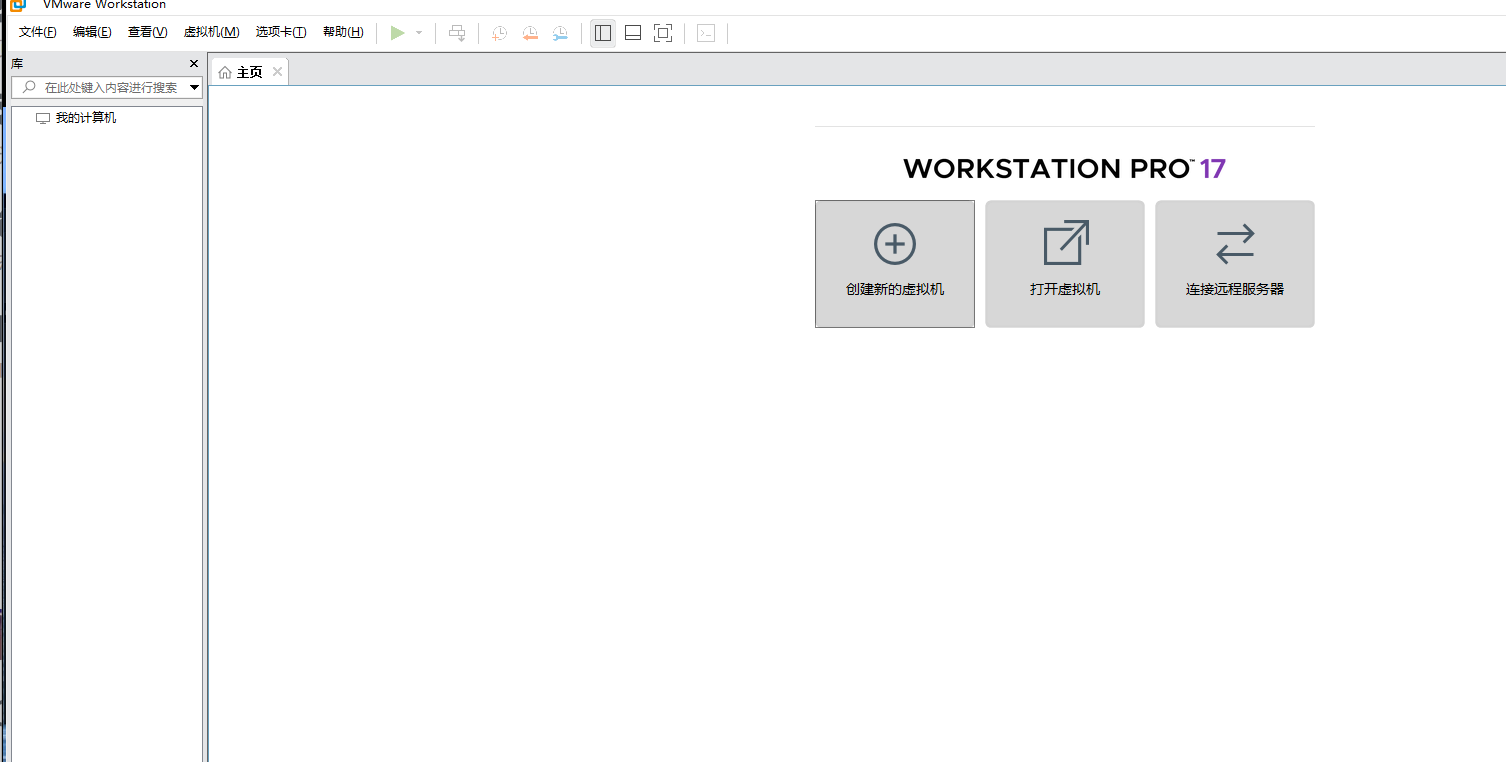 VMware Workstation
文件(F) 编辑(E) 查看(V) 虚拟机(M) 选项卡(T) 帮助(H)
库
主页
在此处键入内容进行搜索
我的计算机
WORKSTATION PRO™ 17
创建新的虚拟机 打开虚拟机 连接远程服务器